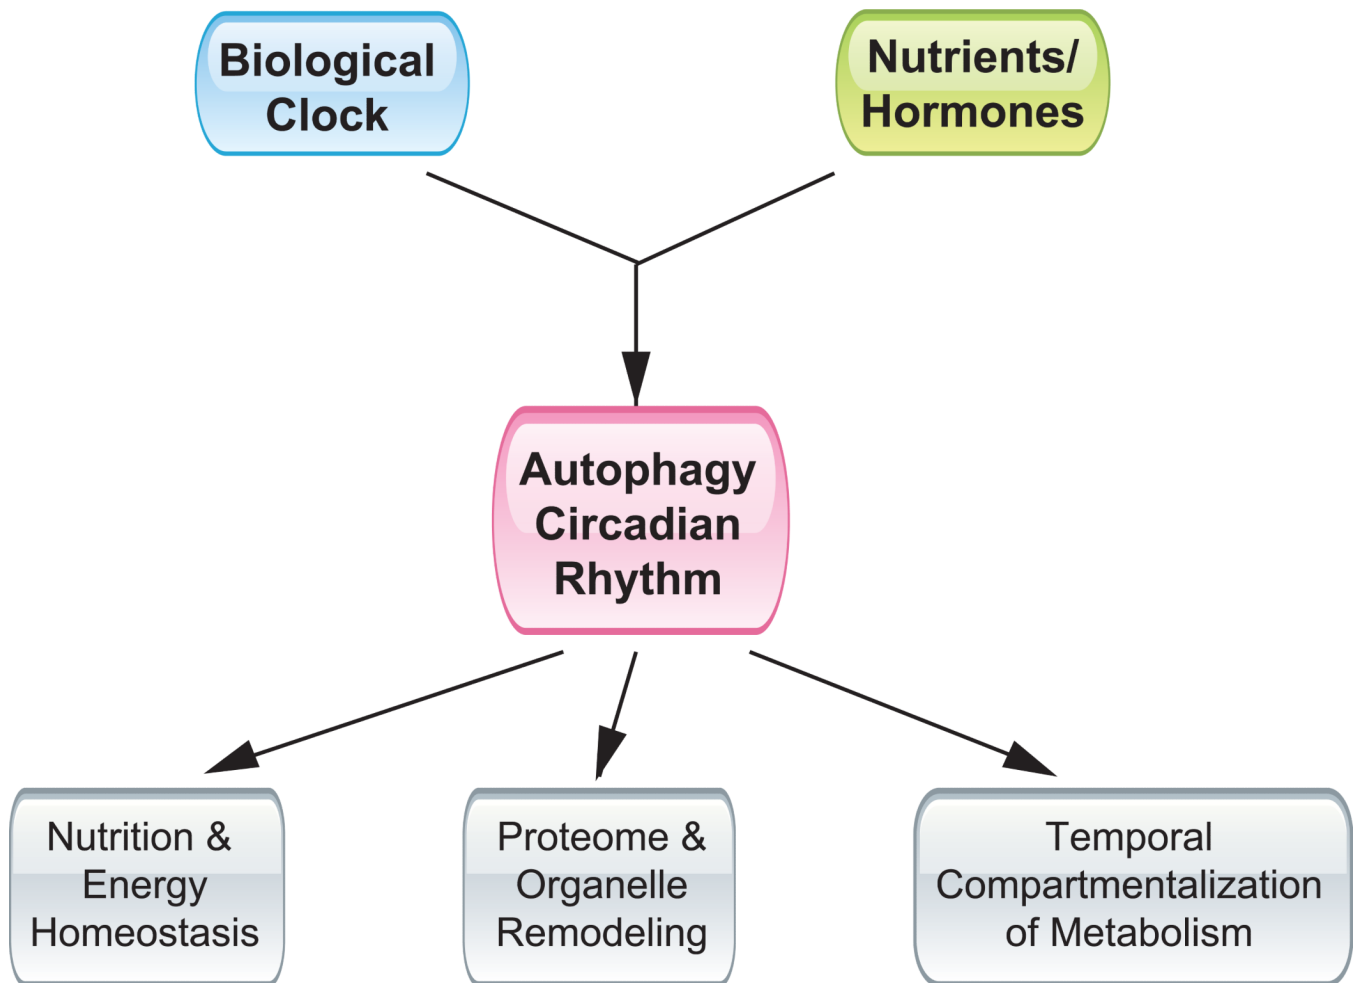 Biological
Clock
Nutrients/
Hormones
Autophagy
Circadian
Rhythm
Nutrition &
Energy
Homeostasis
Proteome &
Organelle
Remodeling
Temporal
Compartmentalization
of Metabolism